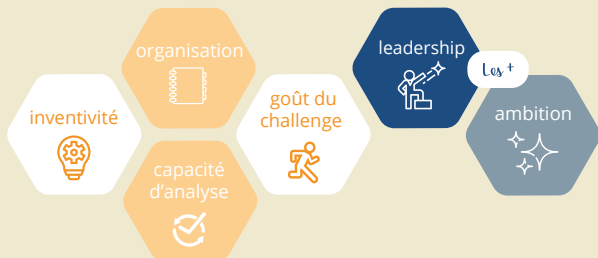 organisation
leadership
Les +
inventivité
goût du
challenge
ambition
capacité
d'analyse